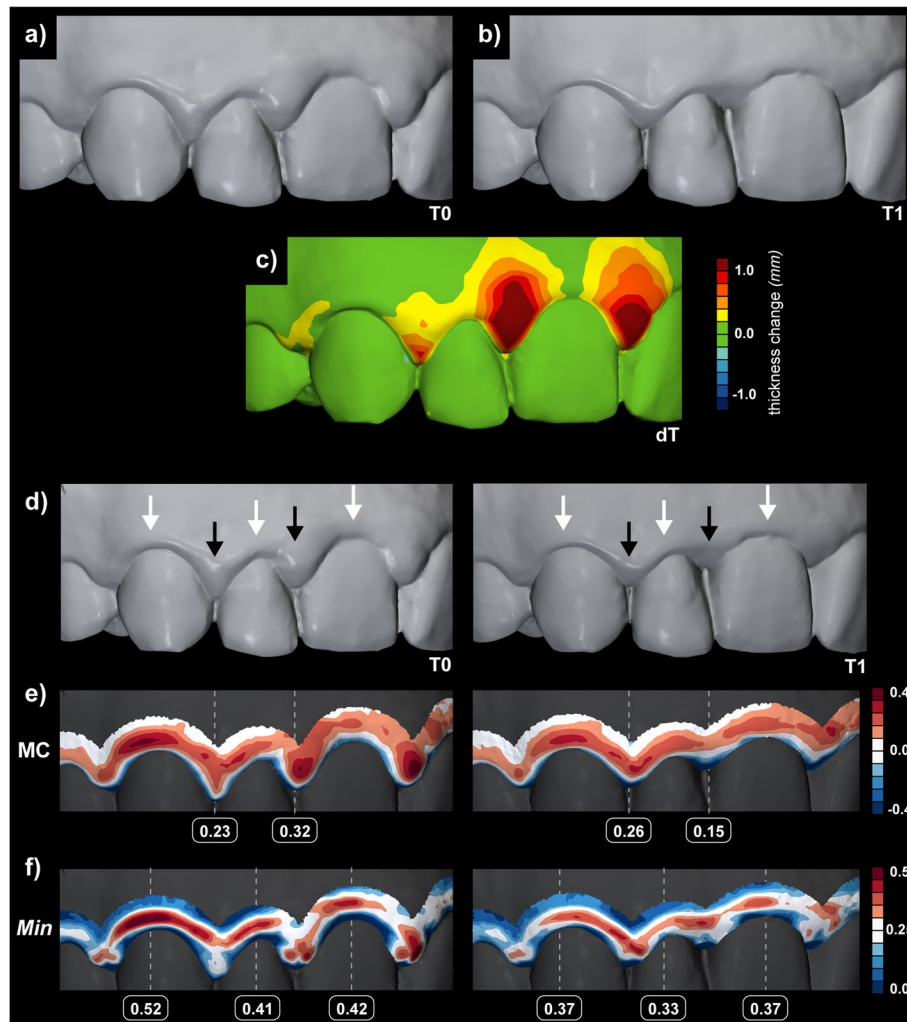 a)
b)
T0
T1
c)
1.0
0.0
-1.0
thickness change (mm)
dT
d)
T0
T1
e)
MC
0.4
0.0
-0.4
0.23
0.32
0.26
0.15
f)
Min
0.5
0.25
0.0
0.52
0.41
0.42
0.37
0.33
0.37